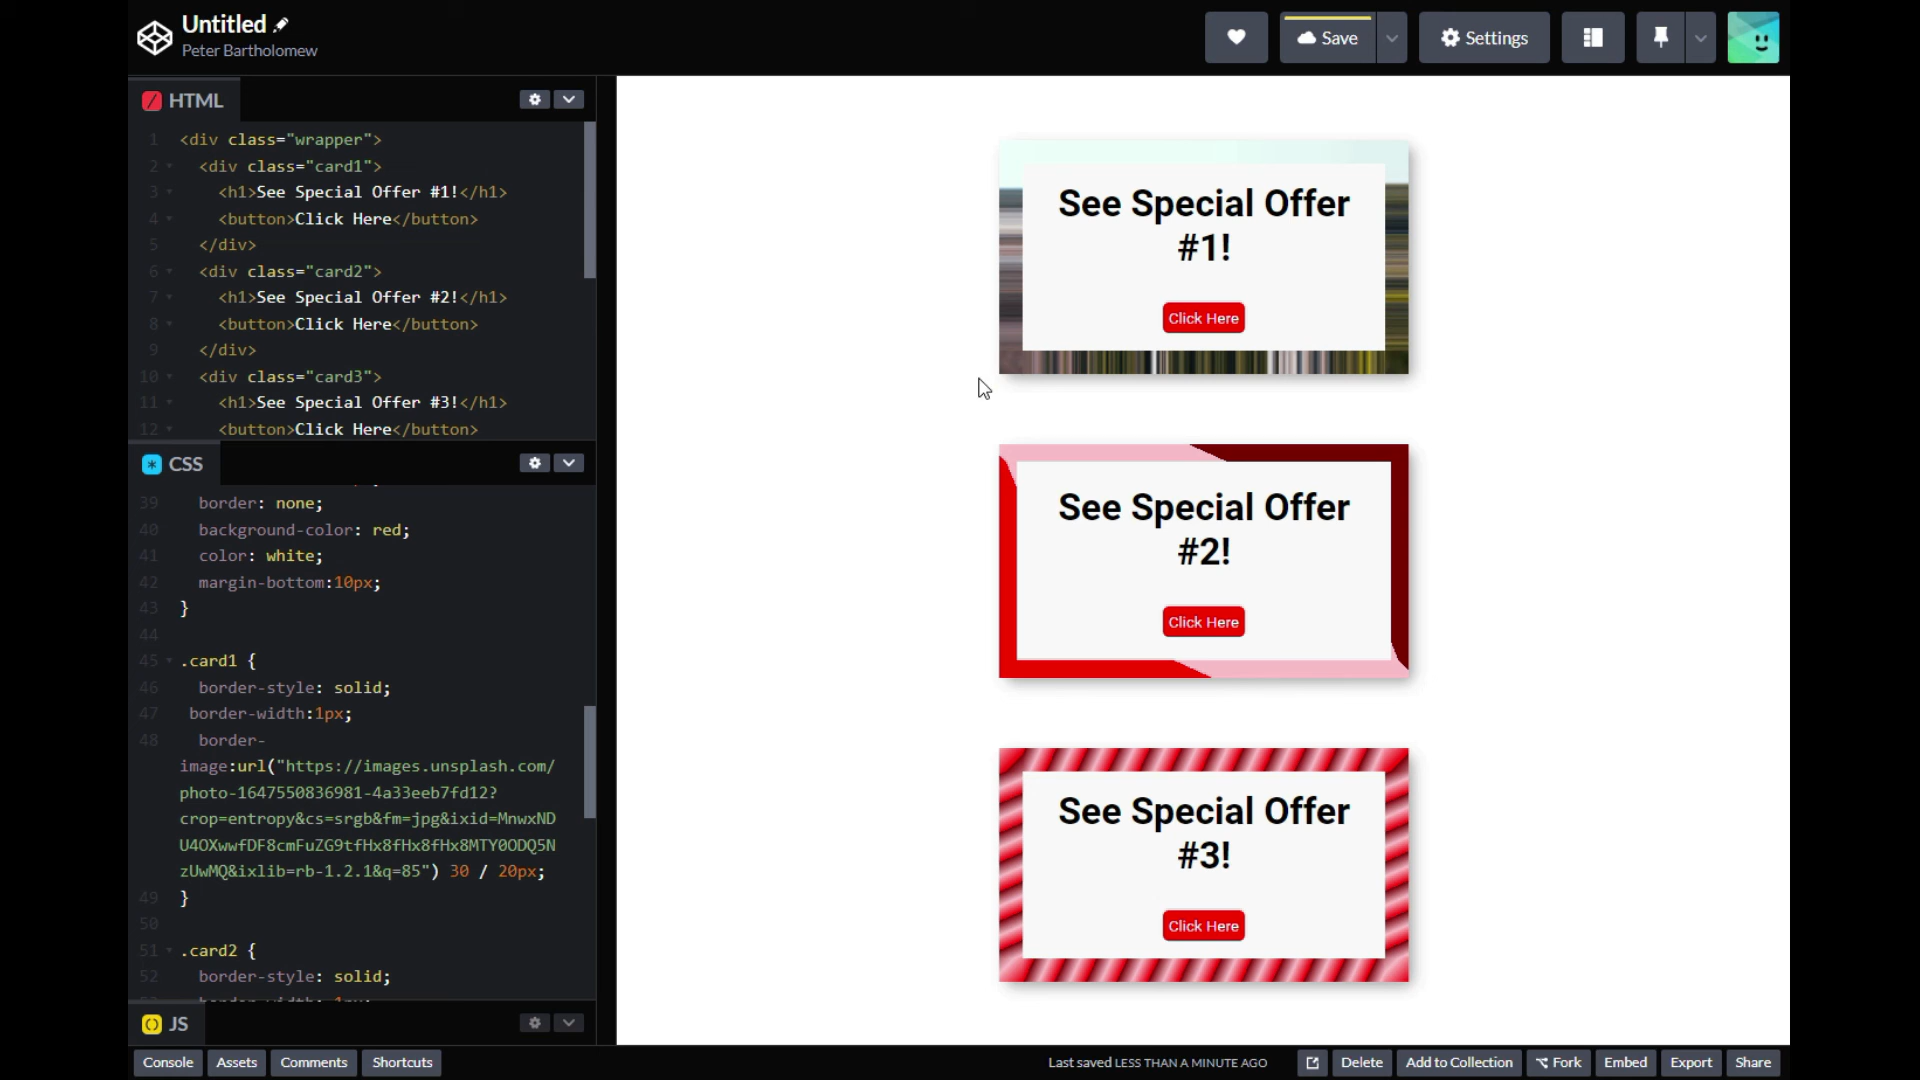 Untitled
Peter Bartholomew
Save
Settings
HTML
1 <div class="wrapper">
2 <div class="card1">
3 <h1>See Special Offer #1!</h1>
4 <button>Click Here</button>
5 </div>
6 <div class="card2">
7 <h1>See Special Offer #2!</h1>
8 <button>Click Here</button>
9 </div>
10 <div class="card3">
11 <h1>See Special Offer #3!</h1>
12 <button>Click Here</button>
CSS
39 border: none;
40 background-color: red;
41 color: white;
42 margin-bottom:10px;
43 }
44
45 .card1 {
46 border-style: solid;
47 border-width:1px;
48 border-
image:url("https://images.unsplash.com/
photo-1647550836981-4a33eeb7fd12?
crop=entropy&cs=srgb&fm=jpg&ixid=MnwxND
U4OXwwfDF8cmFuZG9tfHx8fHx8fHx8MTY0ODQ5N
zUwMQ&ixlib=rb-1.2.1&q=85") 30 / 20px;
49 }
50
51 .card2 {
52 border-style: solid;
JS
See Special Offer
#1!
Click Here
See Special Offer
#2!
Click Here
See Special Offer
#3!
Click Here
Console
Assets
Comments
Shortcuts
Last saved LESS THAN A MINUTE AGO
Delete
Add to Collection
Fork
Embed
Export
Share